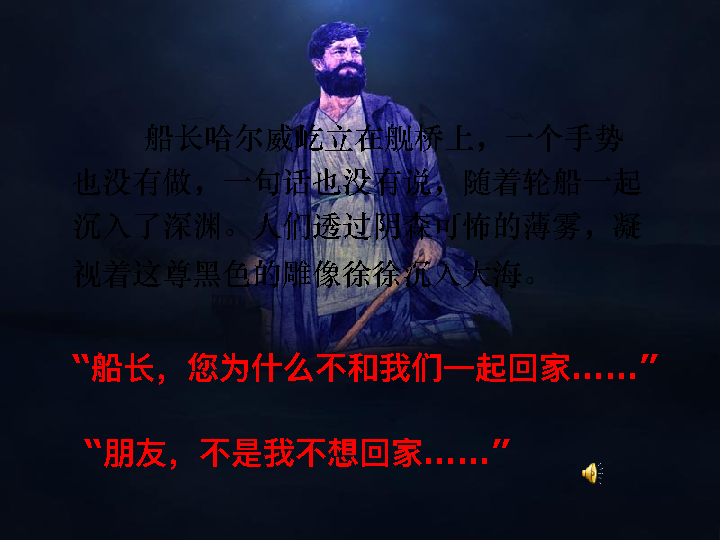 船长哈尔威屹立在舰桥上，一个手势
也没有做，一句话也没有说，随着轮船一起
沉入了深渊。人们透过阴森可怖的薄雾，凝
视着这尊黑色的雕像徐徐沉入大海。
“船长，您为什么不和我们一起回家……”
“朋友，不是我不想回家……”